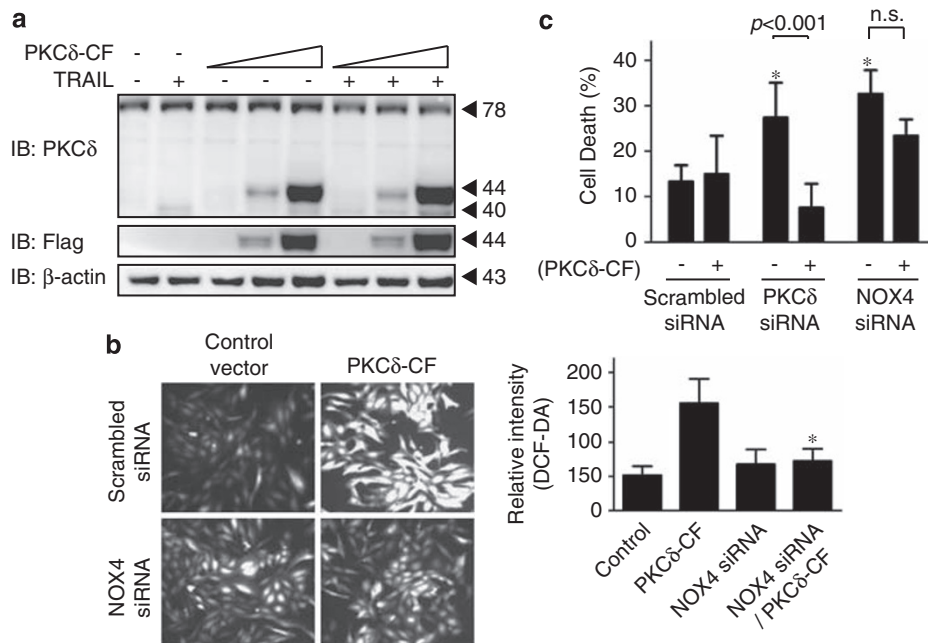 a
PKCδ-CF - -
TRAIL - + - - - + + +
IB: PKCδ
78
44
40
IB: Flag
44
IB: β-actin
43
b
Control vector
PKCδ-CF
Scrambled siRNA
NOX4 siRNA
Relative intensity (DCF-DA)
200
150
100
150
0
*
Control
PKCδ-CF
NOX4 siRNA
NOX4 siRNA / PKCδ-CF
c
p<0.001
n.s.
* *
Cell Death (%)
40
30
20
10
0
(PKCδ-CF) - + - + - +
Scrambled siRNA
PKCδ siRNA
NOX4 siRNA